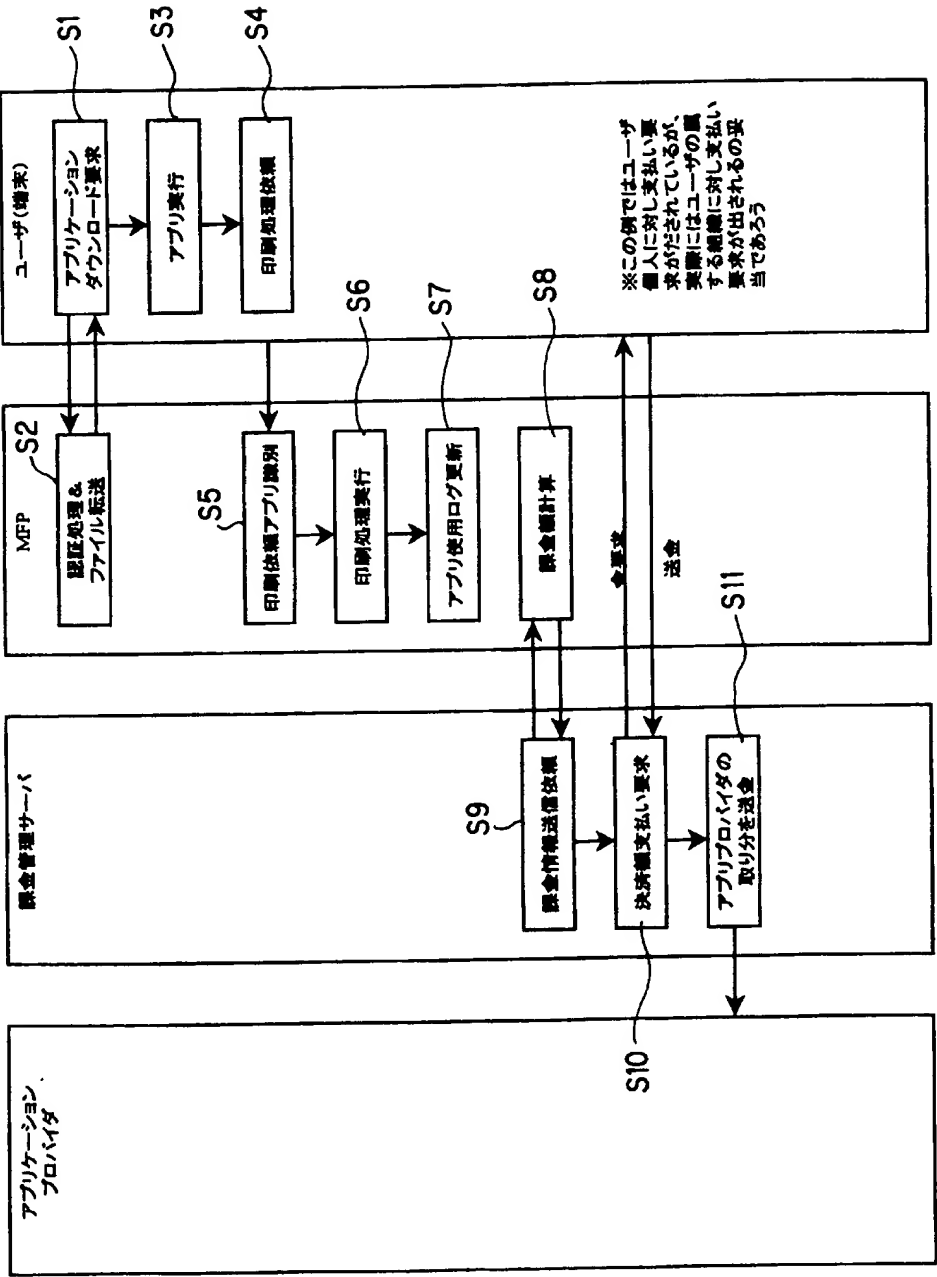 アプリケーション
プロバイダ
課金管理サーバ
MFP
ユーザ(端末)
S1
アプリケーション
ダウンロード要求
S2
認証処理&
ファイル転送
S3
アプリ実行
S4
印刷処理依頼
S5
印刷依頼アプリ識別
S6
印刷処理実行
S7
アプリ使用ログ更新
S8
課金額計算
S9
課金情報送信依頼
S10
決済額支払い要求
金要求
送金
S11
アプリプロバイダの
取り分を送金
※この例ではユーザ
個人に対し支払い要
求がだされているが、
実際にはユーザの属
する組織に対し支払い
要求が出されるの妥
当であろう